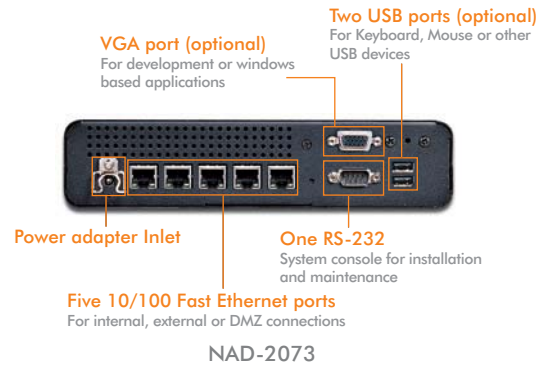 Two USB ports (optional)
For Keyboard, Mouse or other
USB devices
VGA port (optional)
For development or windows
based applications
Power adapter Inlet
One RS-232
System console for installation
and maintenance
Five 10/100 Fast Ethernet ports
For internal, external or DMZ connections
NAD-2073